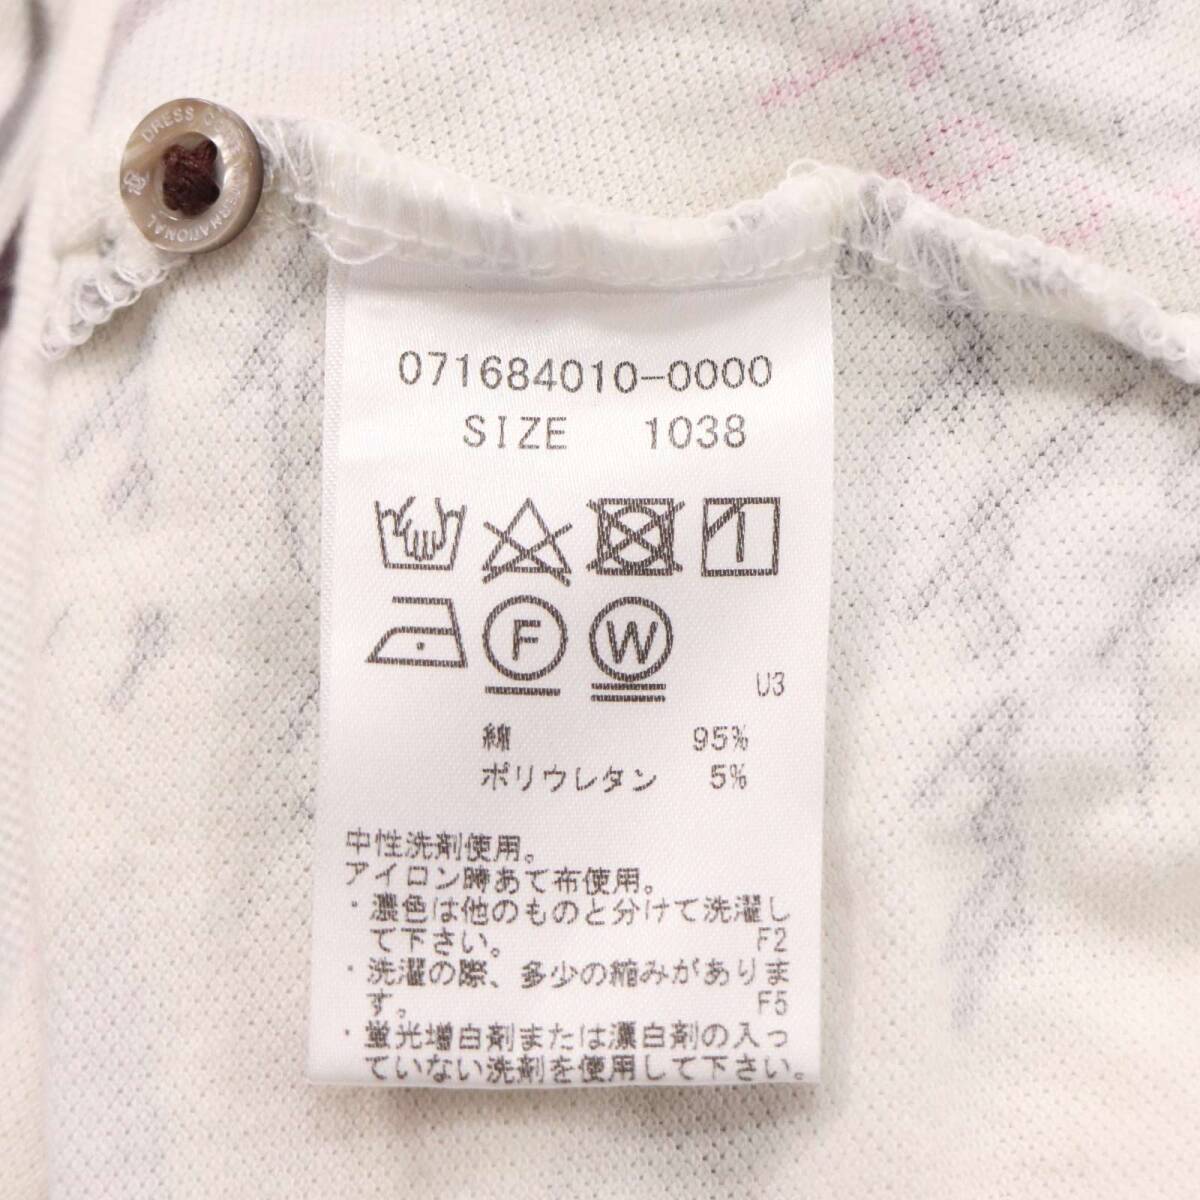 DRESS CAMP
INTERNATIONAL
071684010-0000
SIZE 1038
F W
U3
綿 95%
ポリウレタン 5%
中性洗剤使用。
アイロン時あて布使用。
・濃色は他のものと分けて洗濯し
て下さい。 F2
・洗濯の際、多少の縮みがありま
す。 F5
・蛍光増白剤または漂白剤の入っ
ていない洗剤を使用して下さい。